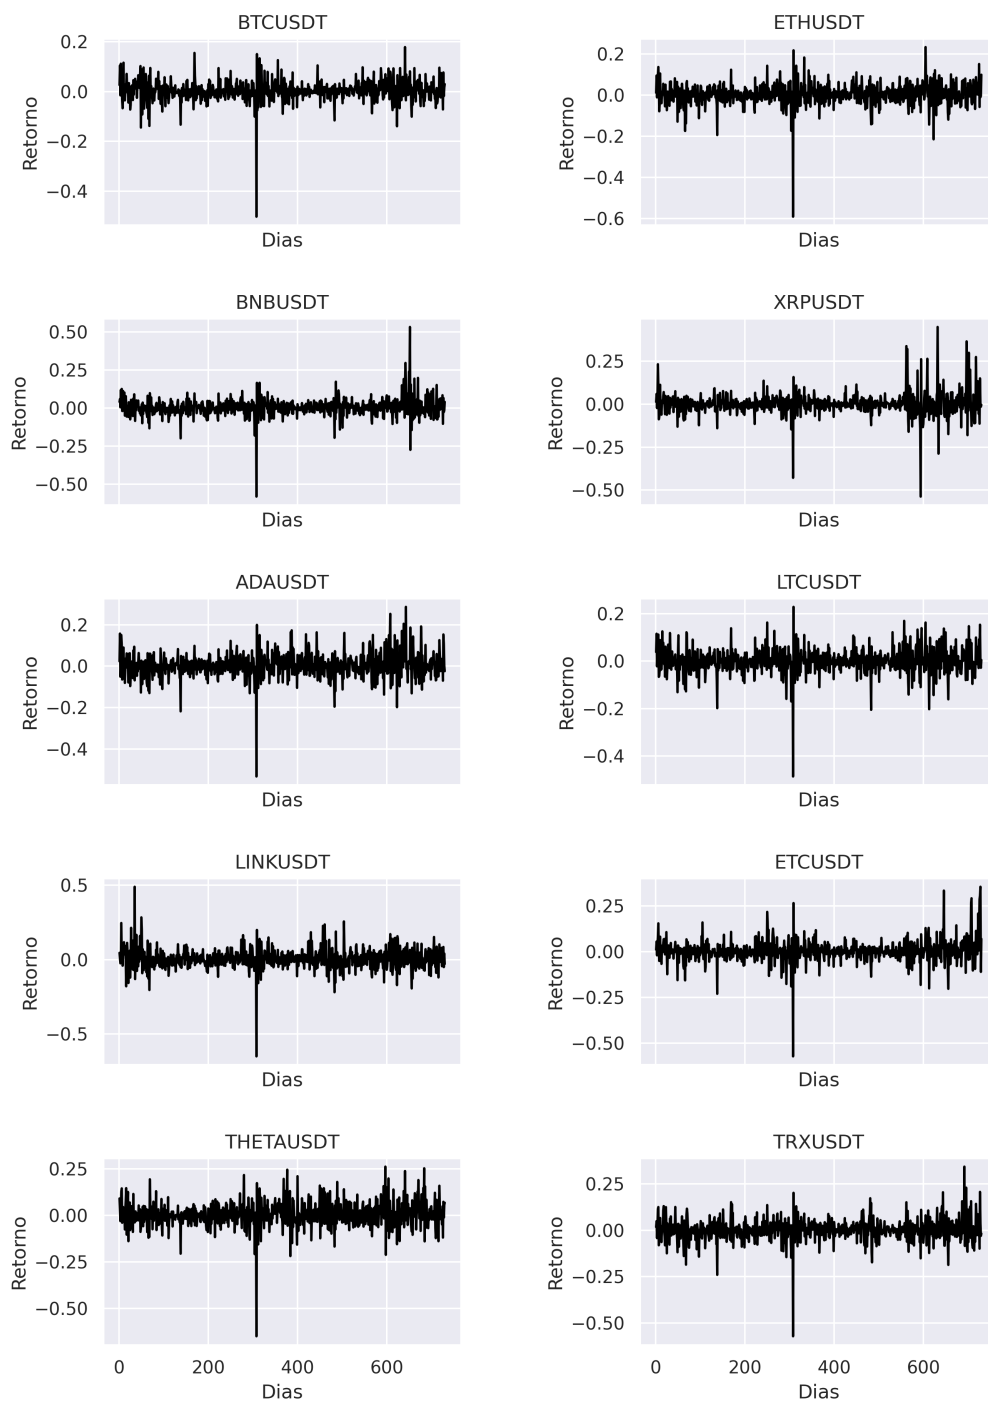 BTCUSDT
0.2
0.0
−0.2
−0.4
Retorno
Dias
ETHUSDT
0.2
0.0
−0.2
−0.4
−0.6
Retorno
Dias
BNBUSDT
0.50
0.25
0.00
−0.25
−0.50
Retorno
Dias
XRPUSDT
0.25
0.00
−0.25
−0.50
Retorno
Dias
ADAUSDT
0.2
0.0
−0.2
−0.4
Retorno
Dias
LTCUSDT
0.2
0.0
−0.2
−0.4
Retorno
Dias
LINKUSDT
0.5
0.0
−0.5
Retorno
Dias
ETCUSDT
0.25
0.00
−0.25
−0.50
Retorno
Dias
THETAUSDT
0.25
0.00
−0.25
−0.50
Retorno
0 200 400 600
Dias
TRXUSDT
0.25
0.00
−0.25
−0.50
Retorno
0 200 400 600
Dias